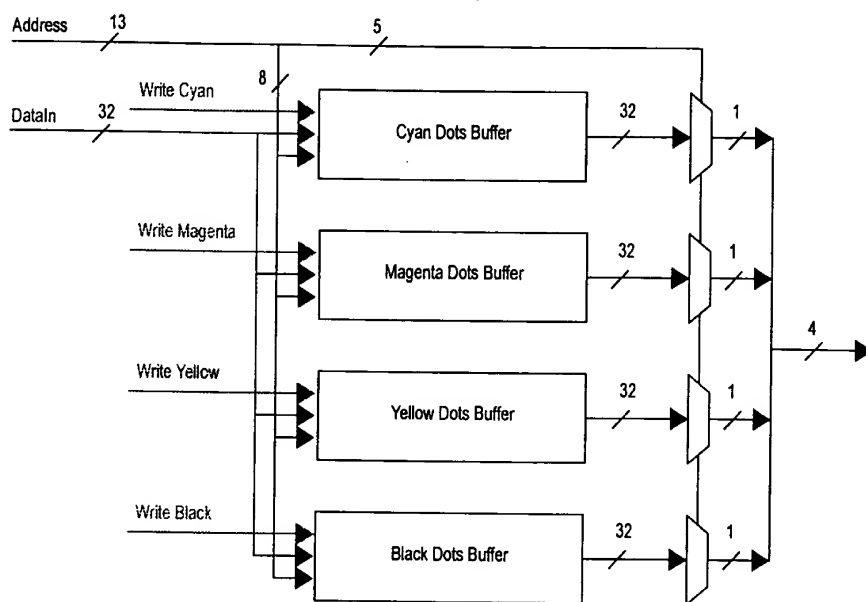 Address
13
5
8
Write Cyan
DataIn
32
Cyan Dots Buffer
32
1
Write Magenta
Magenta Dots Buffer
32
1
4
Write Yellow
Yellow Dots Buffer
32
1
Write Black
Black Dots Buffer
32
1